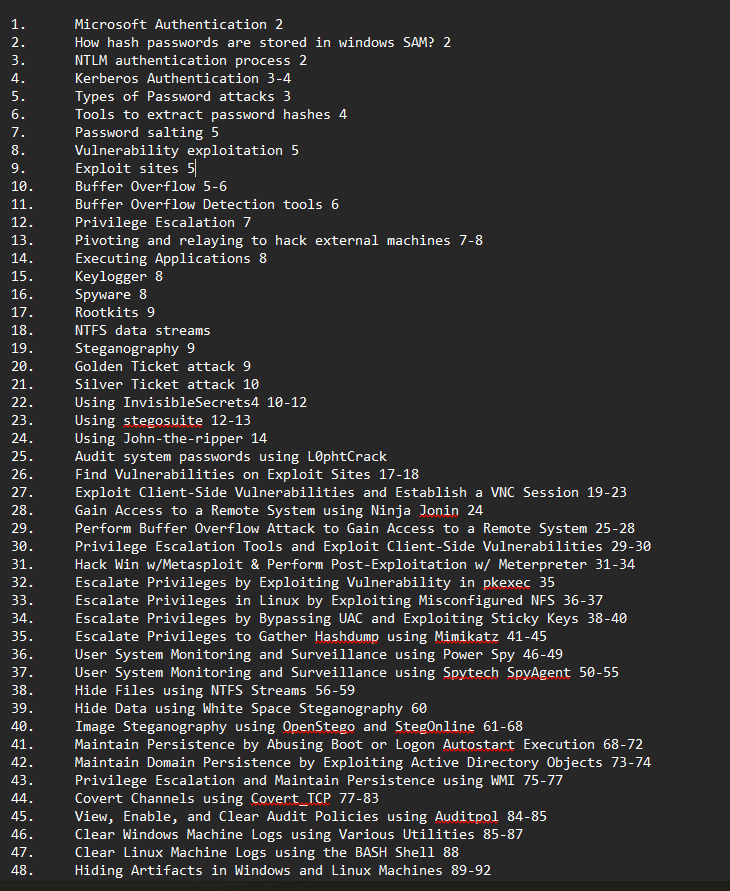 1. Microsoft Authentication 2
2. How hash passwords are stored in windows SAM? 2
3. NTLM authentication process 2
4. Kerberos Authentication 3-4
5. Types of Password attacks 3
6. Tools to extract password hashes 4
7. Password salting 5
8. Vulnerability exploitation 5
9. Exploit sites 5
10. Buffer Overflow 5-6
11. Buffer Overflow Detection tools 6
12. Privilege Escalation 7
13. Pivoting and relaying to hack external machines 7-8
14. Executing Applications 8
15. Keylogger 8
16. Spyware 8
17. Rootkits 9
18. NTFS data streams
19. Steganography 9
20. Golden Ticket attack 9
21. Silver Ticket attack 10
22. Using InvisibleSecrets4 10-12
23. Using stegosuite 12-13
24. Using John-the-ripper 14
25. Audit system passwords using L0phtCrack
26. Find Vulnerabilities on Exploit Sites 17-18
27. Exploit Client-Side Vulnerabilities and Establish a VNC Session 19-23
28. Gain Access to a Remote System using Ninja Jonin 24
29. Perform Buffer Overflow Attack to Gain Access to a Remote System 25-28
30. Privilege Escalation Tools and Exploit Client-Side Vulnerabilities 29-30
31. Hack Win w/Metasploit & Perform Post-Exploitation w/ Meterpreter 31-34
32. Escalate Privileges by Exploiting Vulnerability in pkexec 35
33. Escalate Privileges in Linux by Exploiting Misconfigured NFS 36-37
34. Escalate Privileges by Bypassing UAC and Exploiting Sticky Keys 38-40
35. Escalate Privileges to Gather Hashdump using Mimikatz 41-45
36. User System Monitoring and Surveillance using Power Spy 46-49
37. User System Monitoring and Surveillance using Spytech SpyAgent 50-55
38. Hide Files using NTFS Streams 56-59
39. Hide Data using White Space Steganography 60
40. Image Steganography using OpenStego and StegOnline 61-68
41. Maintain Persistence by Abusing Boot or Logon Autostart Execution 68-72
42. Maintain Domain Persistence by Exploiting Active Directory Objects 73-74
43. Privilege Escalation and Maintain Persistence using WMI 75-77
44. Covert Channels using Covert_TCP 77-83
45. View, Enable, and Clear Audit Policies using Auditpol 84-85
46. Clear Windows Machine Logs using Various Utilities 85-87
47. Clear Linux Machine Logs using the BASH Shell 88
48. Hiding Artifacts in Windows and Linux Machines 89-92